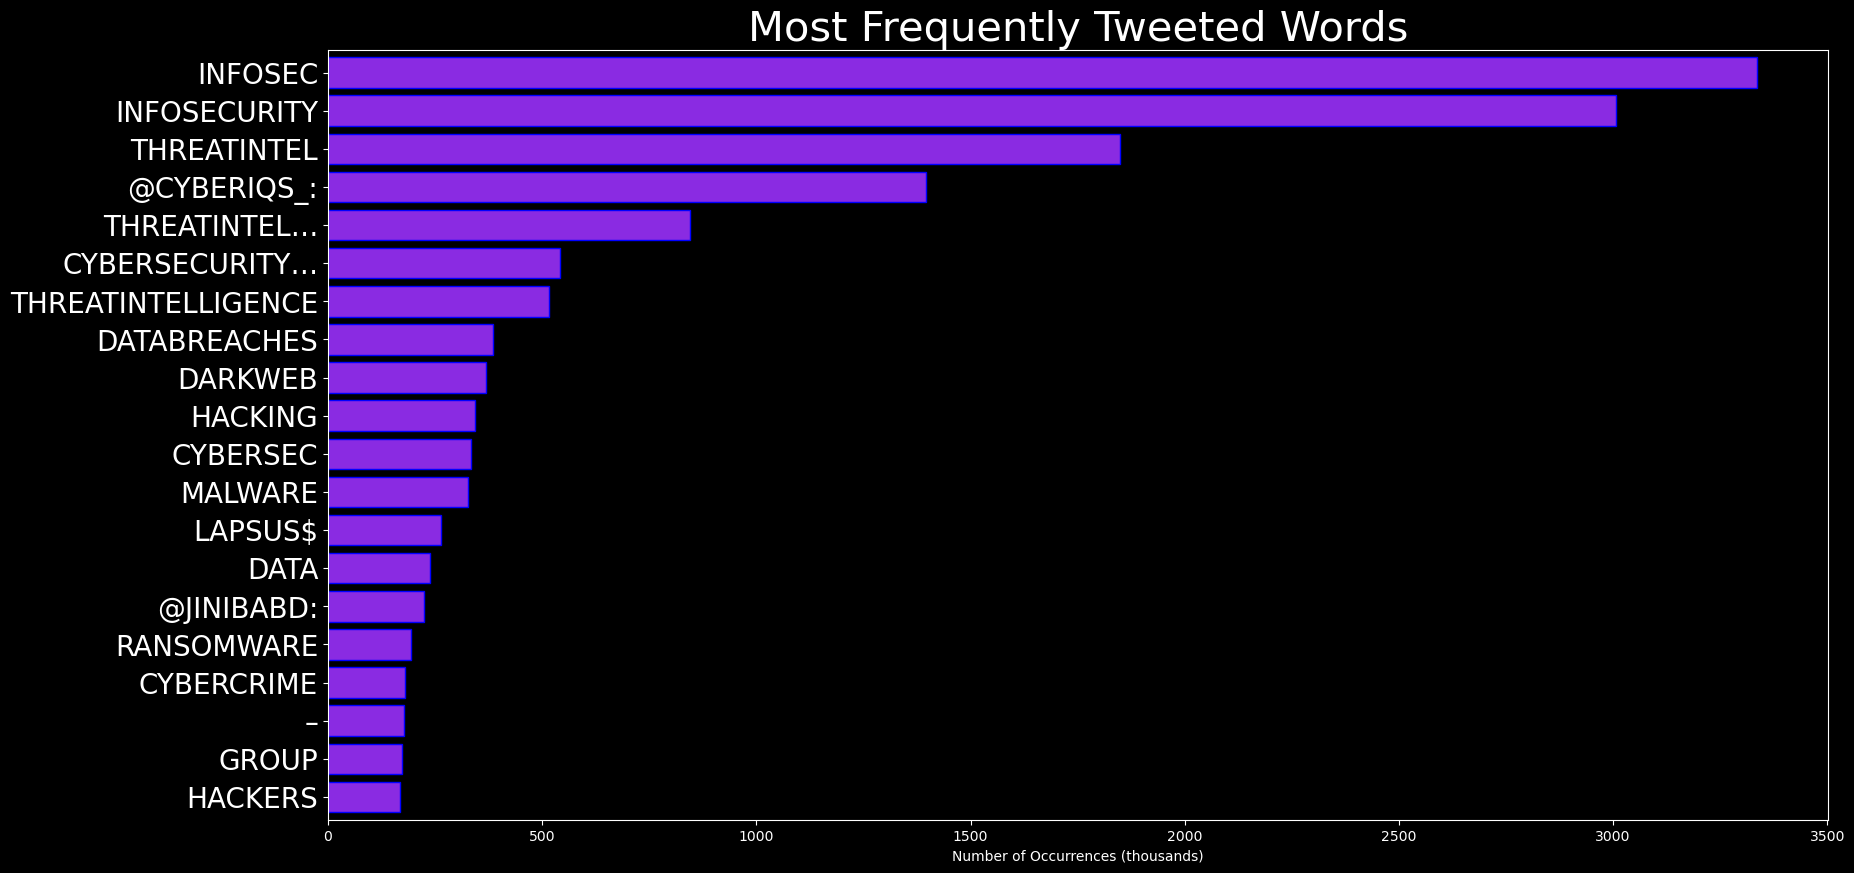 Most Frequently Tweeted Words
INFOSEC
INFOSECURITY
THREATINTEL
@CYBERIQS_:
THREATINTEL…
CYBERSECURITY…
THREATINTELLIGENCE
DATABREACHES
DARKWEB
HACKING
CYBERSEC
MALWARE
LAPSUS$
DATA
@JINIBABD:
RANSOMWARE
CYBERCRIME
–
GROUP
HACKERS
0 500 1000 1500 2000 2500 3000 3500
Number of Occurrences (thousands)